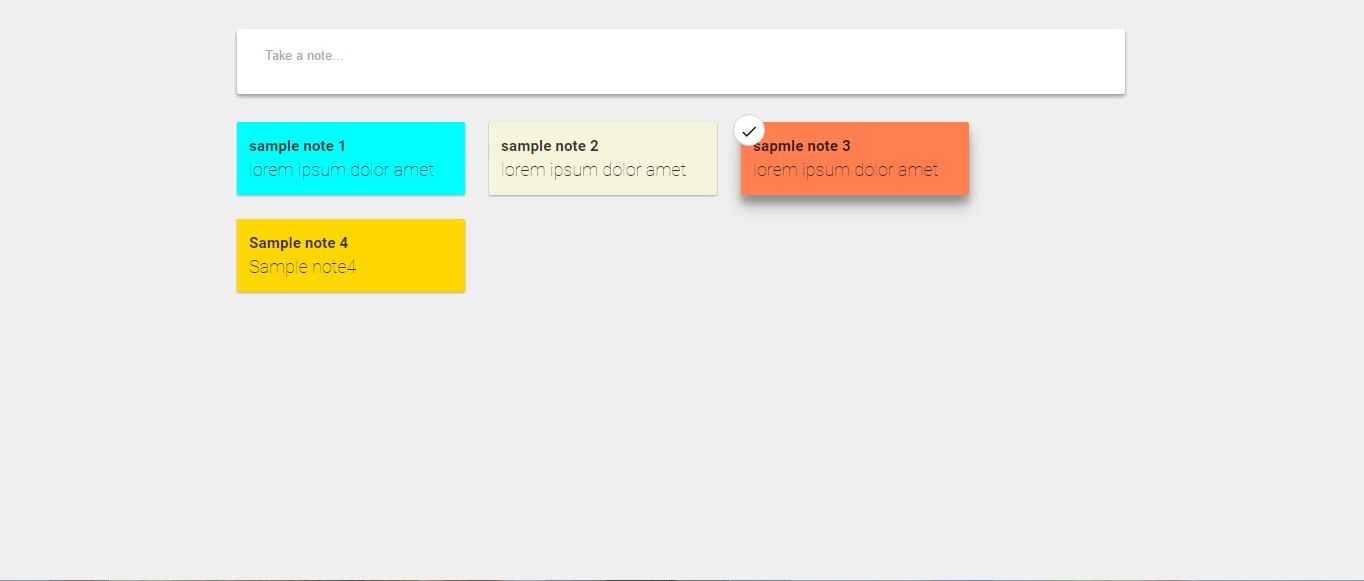 Take a note...
sample note 1
lorem ipsum dolor amet
sample note 2
lorem ipsum dolor amet
sapmle note 3
lorem ipsum dolor amet
Sample note 4
Sample note4